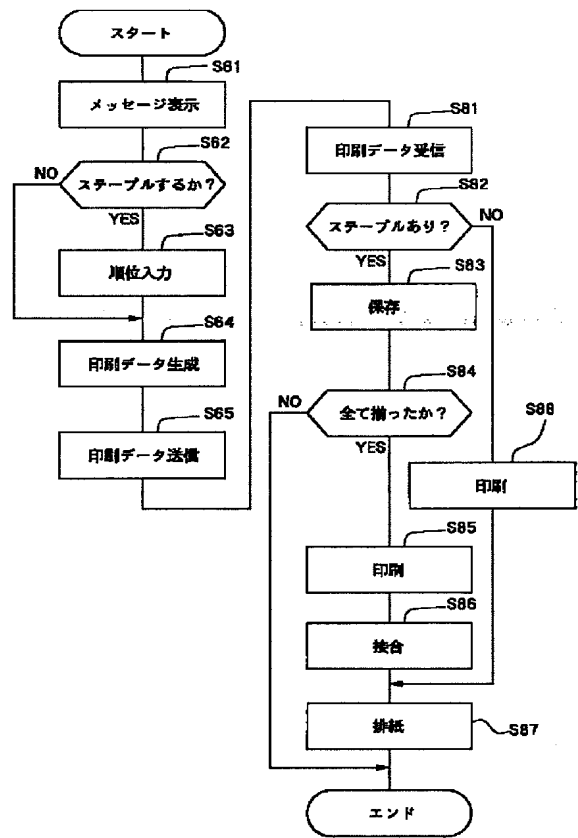 スタート
S61
メッセージ表示
S62
ステープルするか？
NO
YES
S63
順位入力
S64
印刷データ生成
S65
印刷データ送信
S81
印刷データ受信
S82
ステープルあり？
NO
YES
S83
保存
S84
全て揃ったか？
NO
YES
S88
印刷
S85
印刷
S86
接合
排紙
S87
エンド